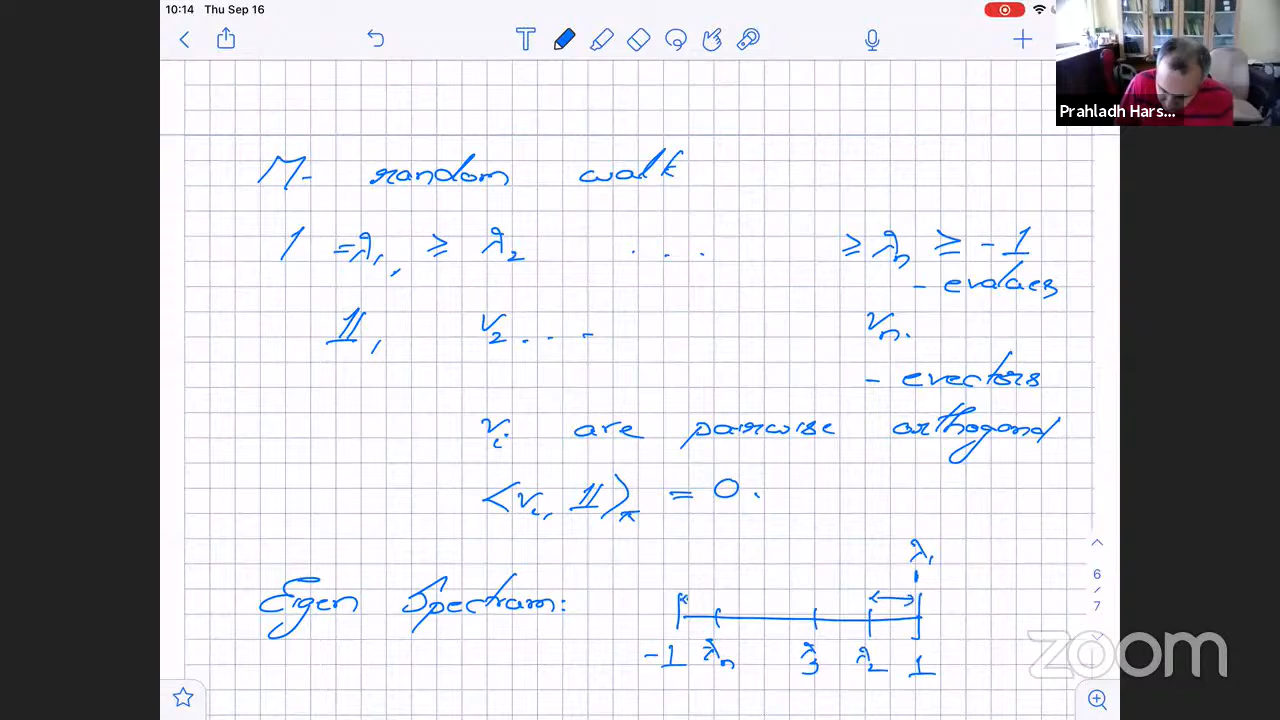 10:14 Thu Sep 16
Prahladh Hars...
M - random walk
1 = λ₁, ≥ λ₂ . . . ≥ λₙ ≥ -1
- evalues
𝟙, v₂ . . . vₙ.
- evectors
vᵢ are pairwise orthogonal
⟨vᵢ, 𝟙⟩_π = 0.
λ₁
Eigen Spectrum:
-1 λₙ λ₃ λ₂ 1
6/7
zoom